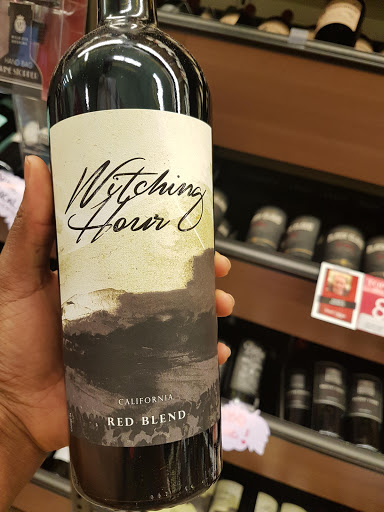 Witching
Hour
CALIFORNIA
RED BLEND